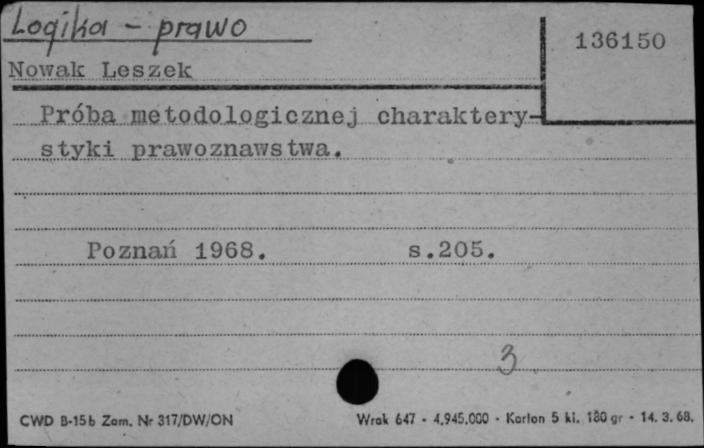 Logika - prawo
136150
Nowak Leszek
Próba metodologicznej charaktery-
styki prawoznawstwa.
Poznań 1968. s.205.
3
CWD B-15b Zam. Nr 317/DW/ON Wrak 647 - 4.945.000 - Karton 5 kl. 180 gr - 14. 3. 68.